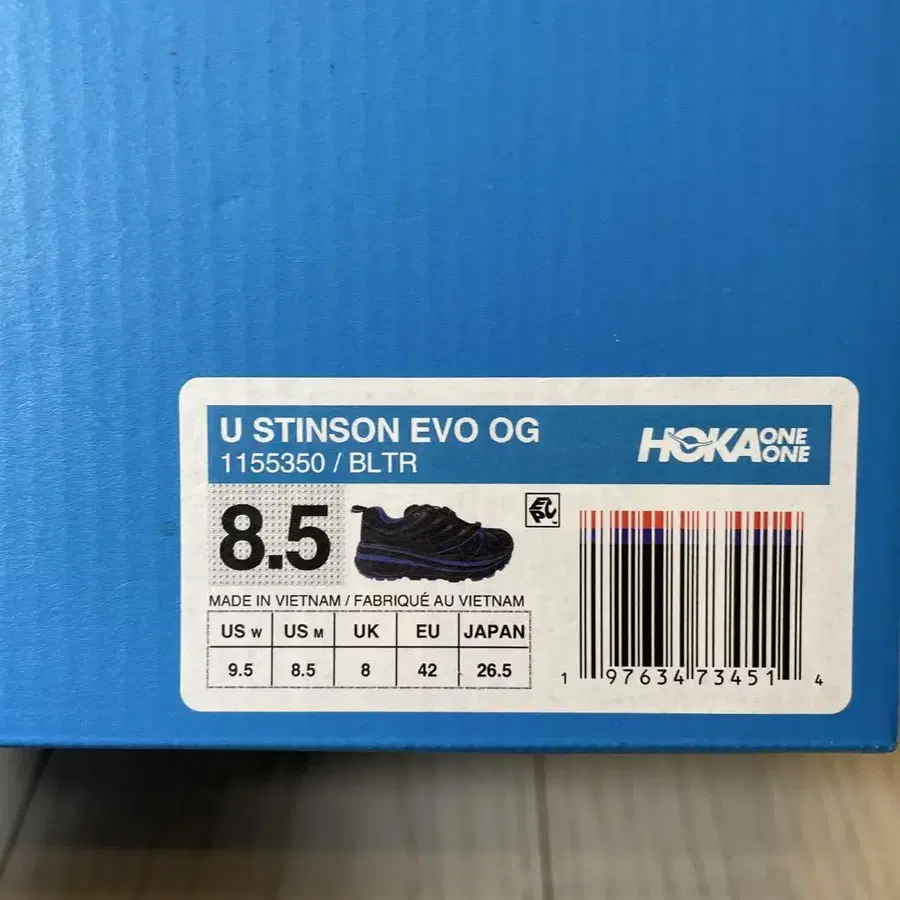 U STINSON EVO OG
1155350 / BLTR
HOKA ONE ONE
8.5
EPC
MADE IN VIETNAM / FABRIQUÉ AU VIETNAM
US W US M UK EU JAPAN
9.5 8.5 8 42 26.5
1 97634 73451 4